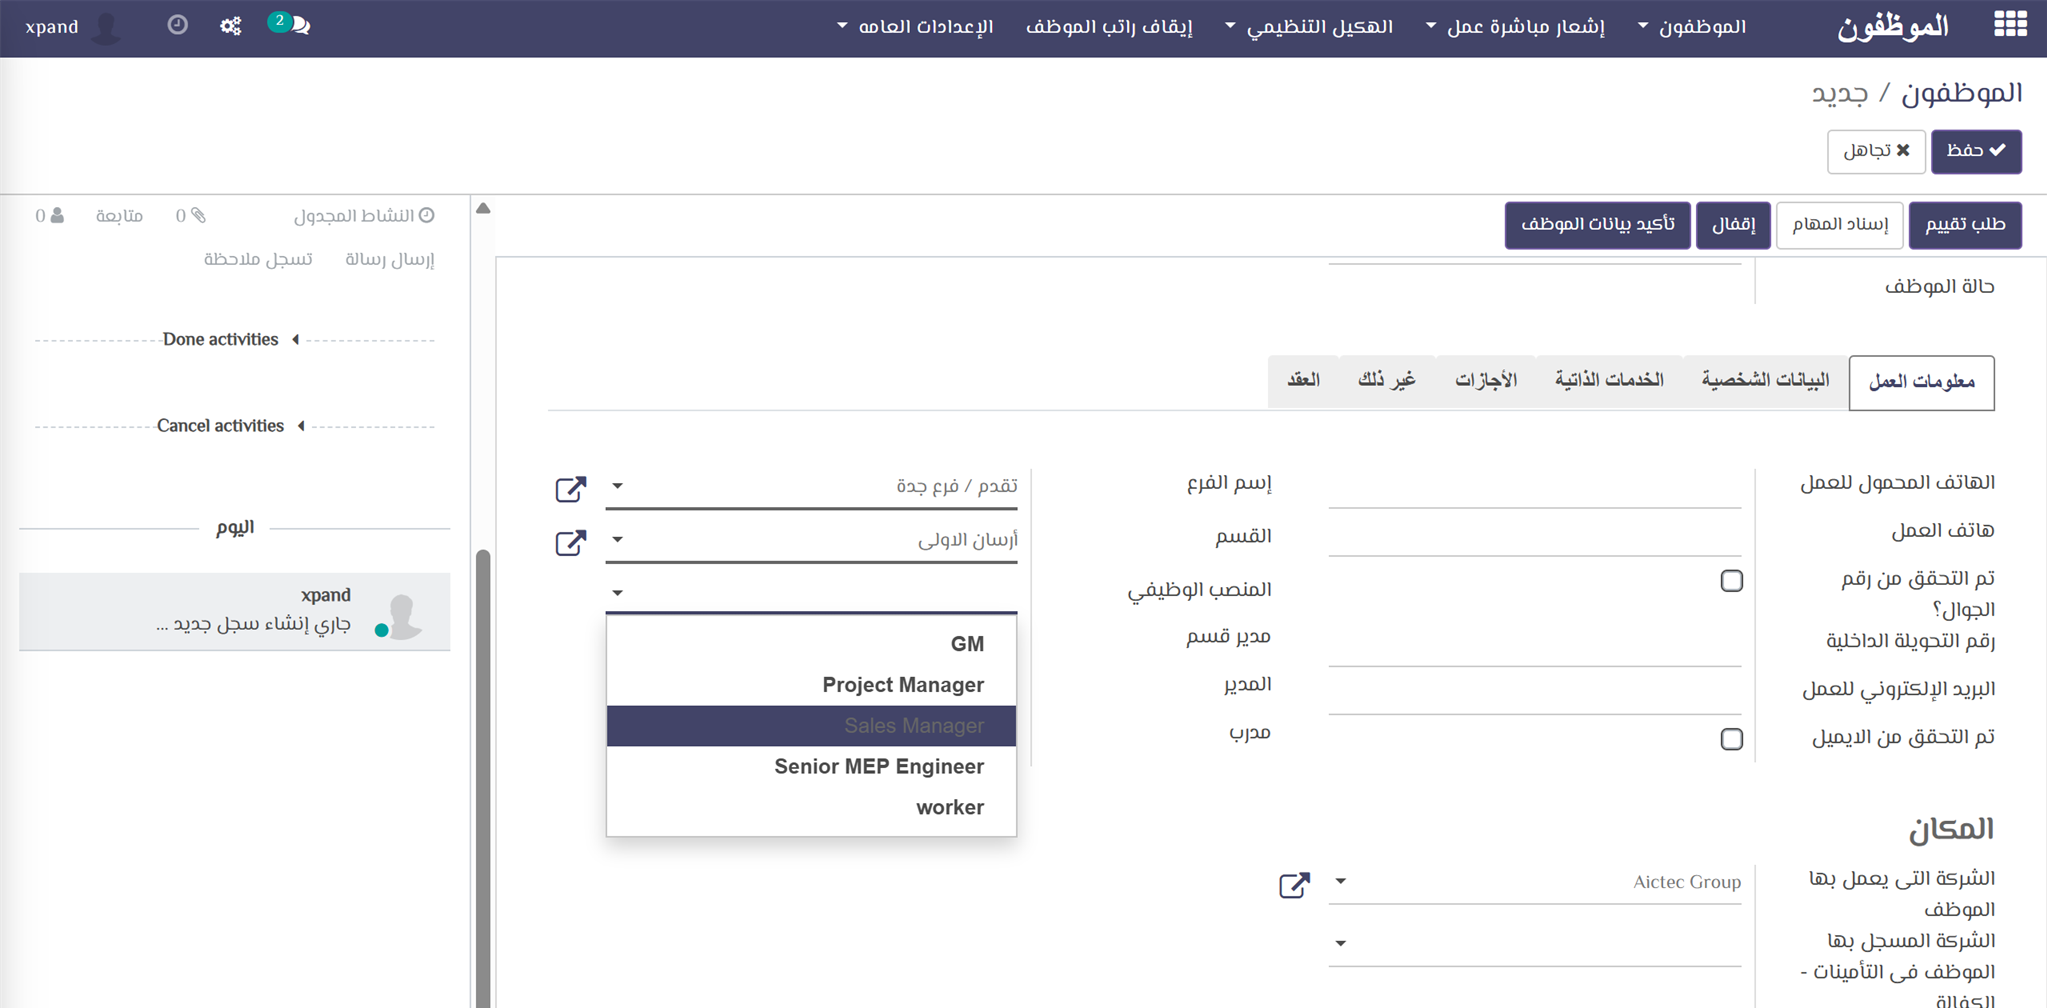 الموظفون
الموظفون
إشعار مباشرة عمل
الهكيل التنظيمي
إيقاف راتب الموظف
الإعدادات العامه
2
xpand
الموظفون / جديد
حفظ
تجاهل
طلب تقييم
إسناد المهام
إقفال
تأكيد بيانات الموظف
حالة الموظف
معلومات العمل
البيانات الشخصية
الخدمات الذاتية
الأجازات
غير ذلك
العقد
الهاتف المحمول للعمل
هاتف العمل
تم التحقق من رقم
الجوال؟
رقم التحويلة الداخلية
البريد الإلكتروني للعمل
تم التحقق من الايميل
إسم الفرع
تقدم / فرع جدة
القسم
أرسان الاولى
المنصب الوظيفي
مدير قسم
المدير
مدرب
GM
Project Manager
Sales Manager
Senior MEP Engineer
worker
المكان
الشركة التى يعمل بها
الموظف
Aictec Group
الشركة المسجل بها
الموظف فى التأمينات -
الكفالة
النشاط المجدول
0
متابعة
0
إرسال رسالة
تسجل ملاحظة
Done activities
Cancel activities
اليوم
xpand
جاري إنشاء سجل جديد ...